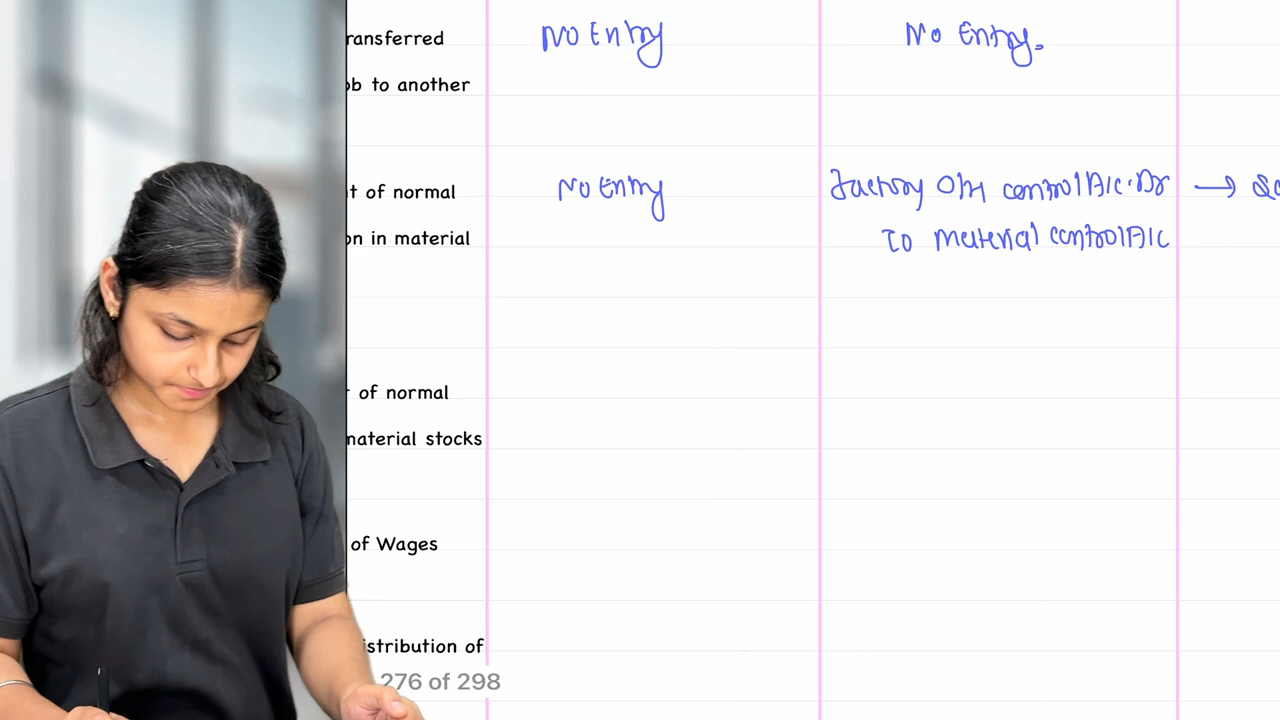 ransferred No Entry No Entry.
ob to another
t of normal No Entry Factory O/H control A/c. Dr →
on in material To material control A/c
of normal
material stocks
of Wages
istribution of
276 of 298